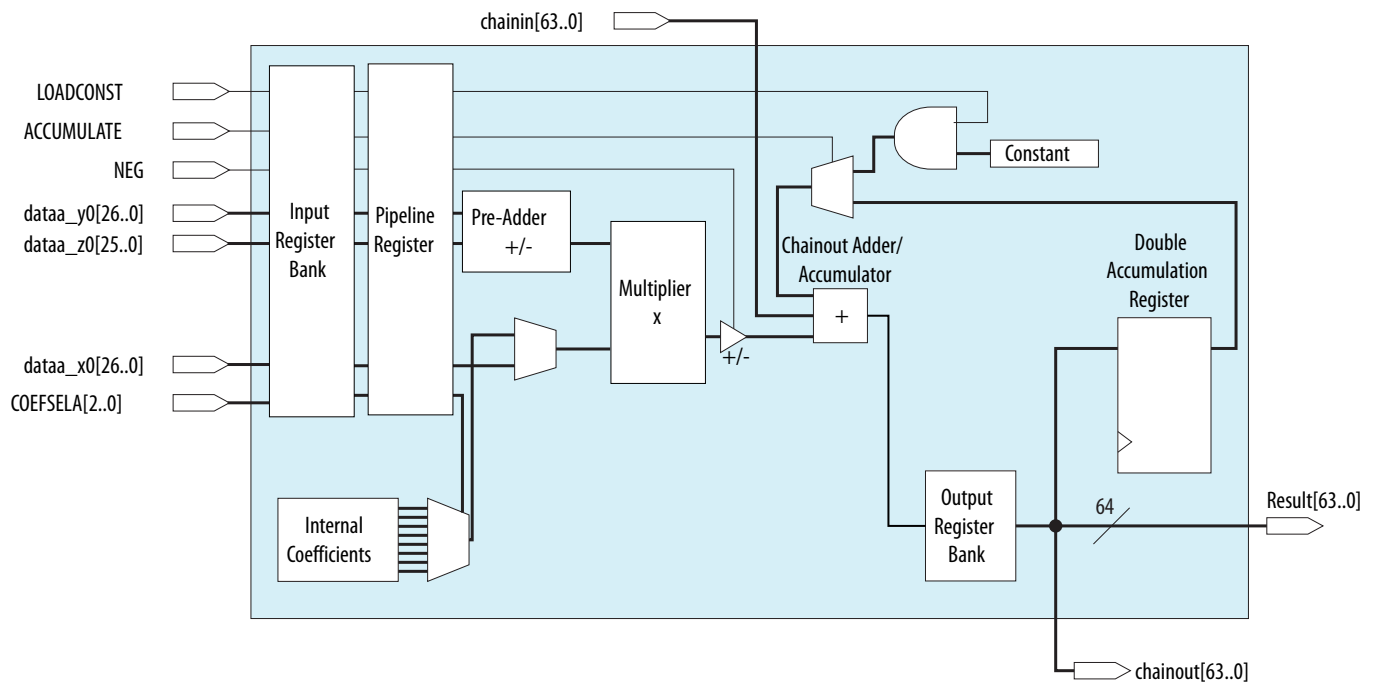 chainin[63..0]
LOADCONST
ACCUMULATE
NEG
dataa_y0[26..0]
dataa_z0[25..0]
dataa_x0[26..0]
COEFSELA[2..0]
Input
Register
Bank
Pipeline
Register
Pre-Adder
+/-
Multiplier
x
+/-
Constant
Chainout Adder/
Accumulator
+
Double
Accumulation
Register
Internal
Coefficients
Output
Register
Bank
64
Result[63..0]
chainout[63..0]